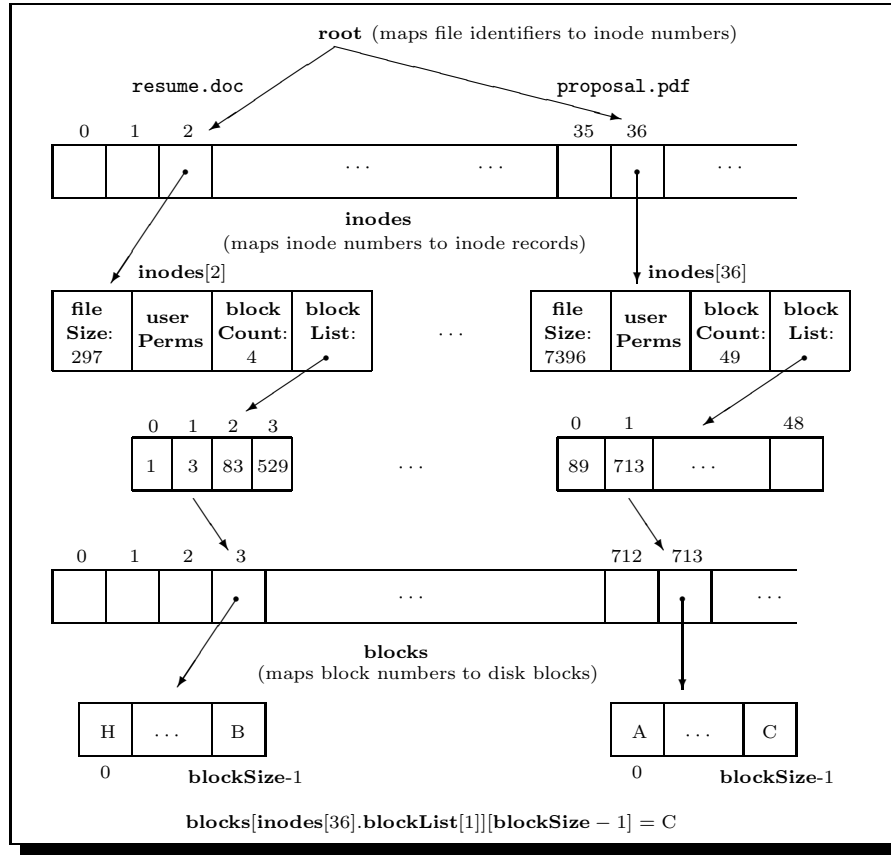 root (maps file identifiers to inode numbers)
resume.doc proposal.pdf
0 1 2 35 36
... ... ...
inodes
(maps inode numbers to inode records)
inodes[2] inodes[36]
file Size: 297 user Perms block Count: 4 block List: ... file Size: 7396 user Perms block Count: 49 block List:
0 1 2 3 0 1 48
1 3 83 529 ... 89 713 ...
0 1 2 3 712 713
... ...
blocks
(maps block numbers to disk blocks)
H ... B A ... C
0 blockSize-1 0 blockSize-1
blocks[inodes[36].blockList[1]][blockSize − 1] = C